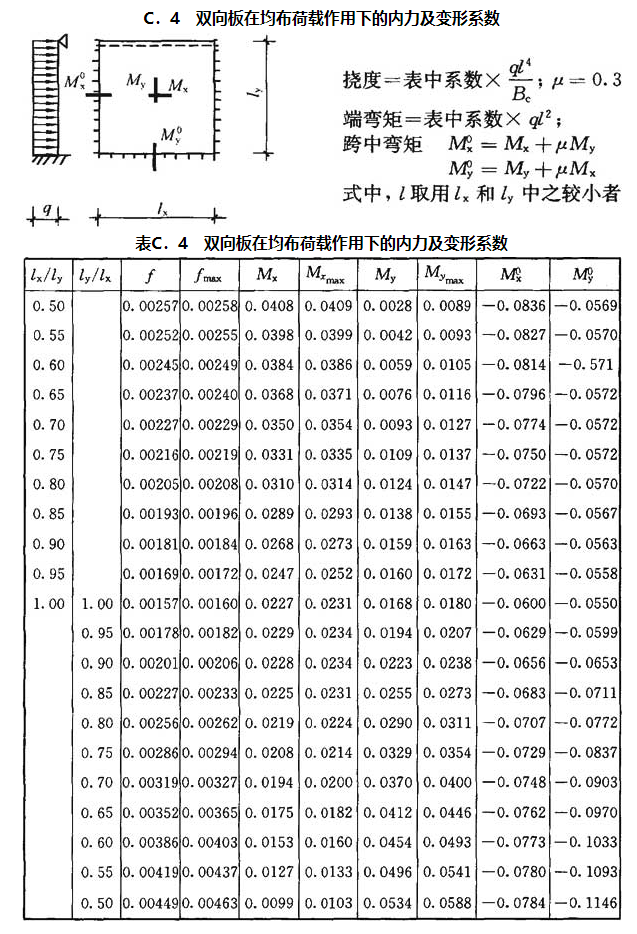 C．4 双向板在均布荷载作用下的内力及变形系数
挠度＝表中系数×ql⁴/B_c；μ＝0.3
端弯矩＝表中系数×ql²；
跨中弯矩 M_x^0＝M_x＋μM_y
M_y^0＝M_y＋μM_x
式中，l取用l_x和l_y中之较小者
M_x^0 M_y M_x l_y
M_y^0
q l_x
表C．4 双向板在均布荷载作用下的内力及变形系数
l_x/l_y l_y/l_x f f_max M_x M_xmax M_y M_ymax M_x^0 M_y^0
0.50 0.00257 0.00258 0.0408 0.0409 0.0028 0.0089 −0.0836 −0.0569
0.55 0.00252 0.00255 0.0398 0.0399 0.0042 0.0093 −0.0827 −0.0570
0.60 0.00245 0.00249 0.0384 0.0386 0.0059 0.0105 −0.0814 −0.571
0.65 0.00237 0.00240 0.0368 0.0371 0.0076 0.0116 −0.0796 −0.0572
0.70 0.00227 0.00229 0.0350 0.0354 0.0093 0.0127 −0.0774 −0.0572
0.75 0.00216 0.00219 0.0331 0.0335 0.0109 0.0137 −0.0750 −0.0572
0.80 0.00205 0.00208 0.0310 0.0314 0.0124 0.0147 −0.0722 −0.0570
0.85 0.00193 0.00196 0.0289 0.0293 0.0138 0.0155 −0.0693 −0.0567
0.90 0.00181 0.00184 0.0268 0.0273 0.0159 0.0163 −0.0663 −0.0563
0.95 0.00169 0.00172 0.0247 0.0252 0.0160 0.0172 −0.0631 −0.0558
1.00 1.00 0.00157 0.00160 0.0227 0.0231 0.0168 0.0180 −0.0600 −0.0550
0.95 0.00178 0.00182 0.0229 0.0234 0.0194 0.0207 −0.0629 −0.0599
0.90 0.00201 0.00206 0.0228 0.0234 0.0223 0.0238 −0.0656 −0.0653
0.85 0.00227 0.00233 0.0225 0.0231 0.0255 0.0273 −0.0683 −0.0711
0.80 0.00256 0.00262 0.0219 0.0224 0.0290 0.0311 −0.0707 −0.0772
0.75 0.00286 0.00294 0.0208 0.0214 0.0329 0.0354 −0.0729 −0.0837
0.70 0.00319 0.00327 0.0194 0.0200 0.0370 0.0400 −0.0748 −0.0903
0.65 0.00352 0.00365 0.0175 0.0182 0.0412 0.0446 −0.0762 −0.0970
0.60 0.00386 0.00403 0.0153 0.0160 0.0454 0.0493 −0.0773 −0.1033
0.55 0.00419 0.00437 0.0127 0.0133 0.0496 0.0541 −0.0780 −0.1093
0.50 0.00449 0.00463 0.0099 0.0103 0.0534 0.0588 −0.0784 −0.1146